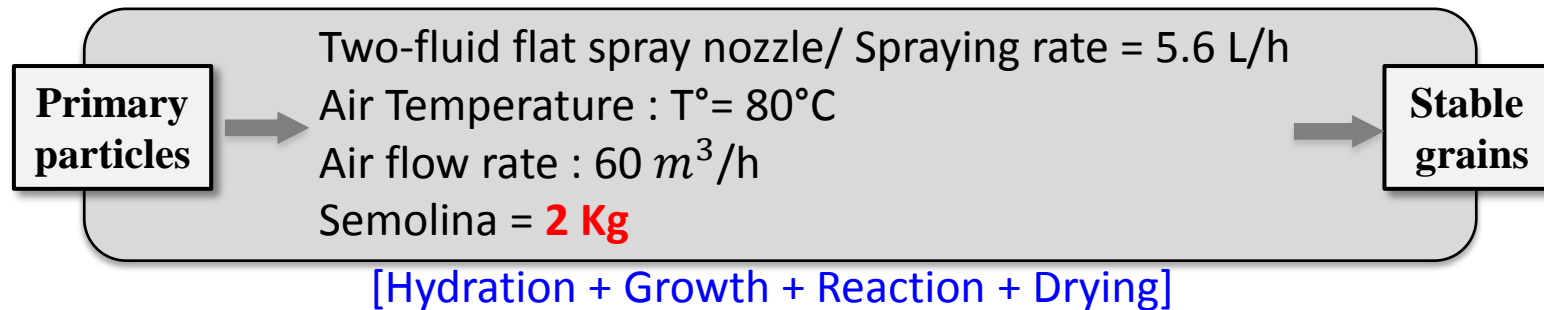 Primary
particles
Two-fluid flat spray nozzle/ Spraying rate = 5.6 L/h
Air Temperature : T°= 80°C
Air flow rate : 60 m³/h
Semolina = 2 Kg
Stable
grains
[Hydration + Growth + Reaction + Drying]